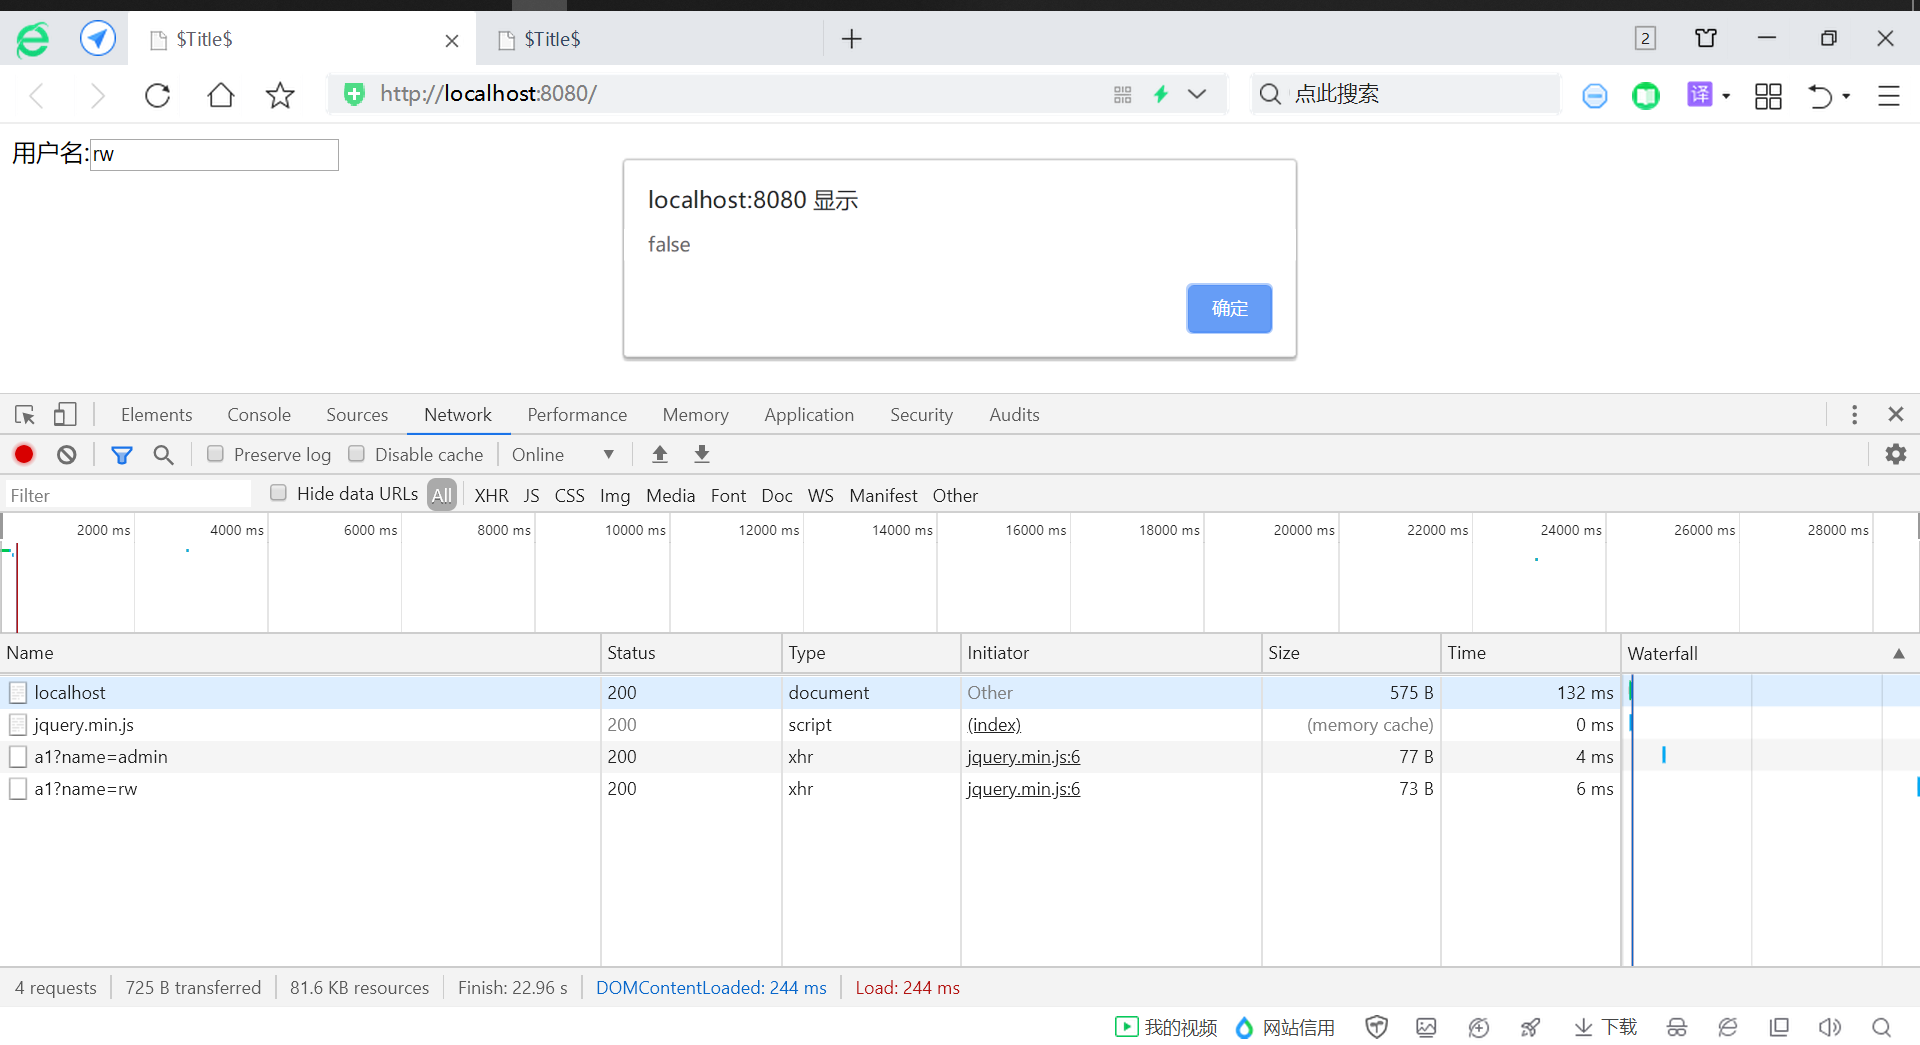 $Title$ $Title$ 2
http://localhost:8080/ 点此搜索 译
用户名:rw
localhost:8080 显示
false
确定
Elements Console Sources Network Performance Memory Application Security Audits
Preserve log Disable cache Online
Filter Hide data URLs All XHR JS CSS Img Media Font Doc WS Manifest Other
2000 ms 4000 ms 6000 ms 8000 ms 10000 ms 12000 ms 14000 ms 16000 ms 18000 ms 20000 ms 22000 ms 24000 ms 26000 ms 28000 ms
Name Status Type Initiator Size Time Waterfall
localhost 200 document Other 575 B 132 ms
jquery.min.js 200 script (index) (memory cache) 0 ms
a1?name=admin 200 xhr jquery.min.js:6 77 B 4 ms
a1?name=rw 200 xhr jquery.min.js:6 73 B 6 ms
4 requests 725 B transferred 81.6 KB resources Finish: 22.96 s DOMContentLoaded: 244 ms Load: 244 ms
我的视频 网站信用 下载